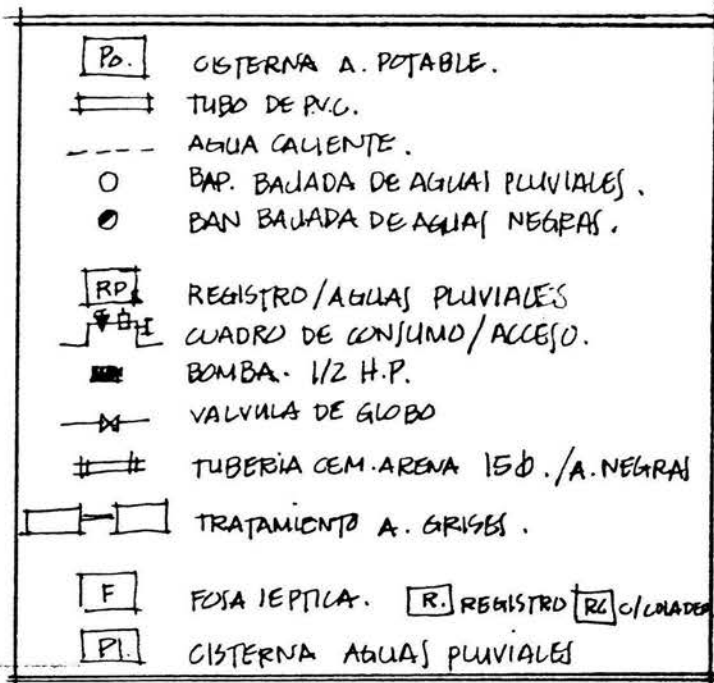 Po. CISTERNA A. POTABLE.
TUBO DE P.V.C.
AGUA CALIENTE.
BAP. BAJADA DE AGUAS PLUVIALES.
BAN BAJADA DE AGUAS NEGRAS.
RP REGISTRO/AGUAS PLUVIALES
CUADRO DE CONSUMO/ACCESO.
BOMBA. 1/2 H.P.
VALVULA DE GLOBO
TUBERIA CEM.ARENA 15Ø./A.NEGRAS
TRATAMIENTO A. GRISES.
F FOSA SEPTICA. R. REGISTRO RC C/COLADER
Pl. CISTERNA AGUAS PLUVIALES